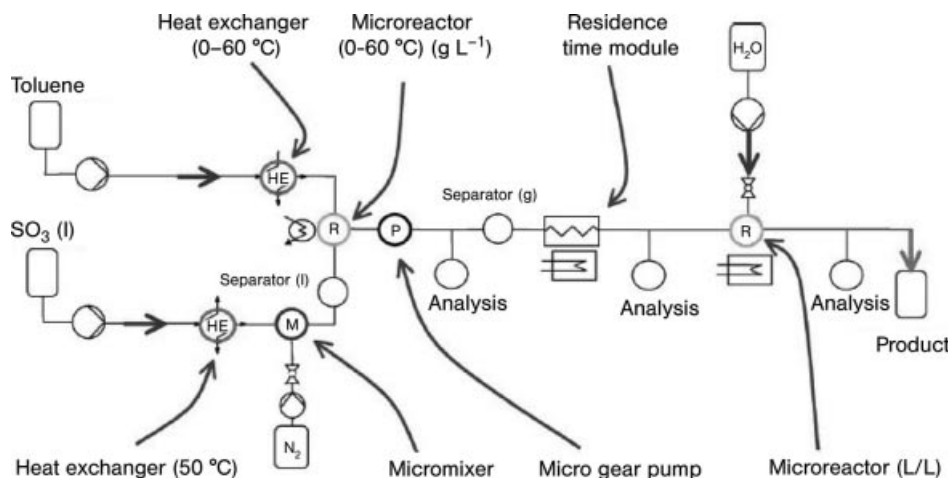 Heat exchanger
(0–60 °C)
Microreactor
(0-60 °C) (g L⁻¹)
Residence
time module
H₂O
Toluene
HE
Separator (g)
SO₃ (l)
R
P
R
Separator (l)
Analysis
Analysis
Analysis
HE
M
Product
N₂
Heat exchanger (50 °C)
Micromixer
Micro gear pump
Microreactor (L/L)